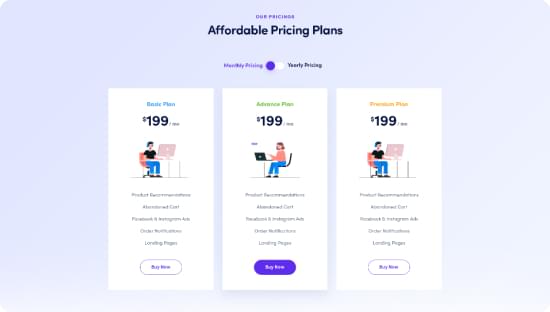 OUR PRICINGS
Affordable Pricing Plans
Monthly Pricing Yearly Pricing
Basic Plan
$199/ mo
Product Recommendations
Abandoned Cart
Facebook & Instagram Ads
Order Notifications
Landing Pages
Buy Now
Advance Plan
$199/ mo
Product Recommendations
Abandoned Cart
Facebook & Instagram Ads
Order Notifications
Landing Pages
Buy Now
Premium Plan
$199/ mo
Product Recommendations
Abandoned Cart
Facebook & Instagram Ads
Order Notifications
Landing Pages
Buy Now